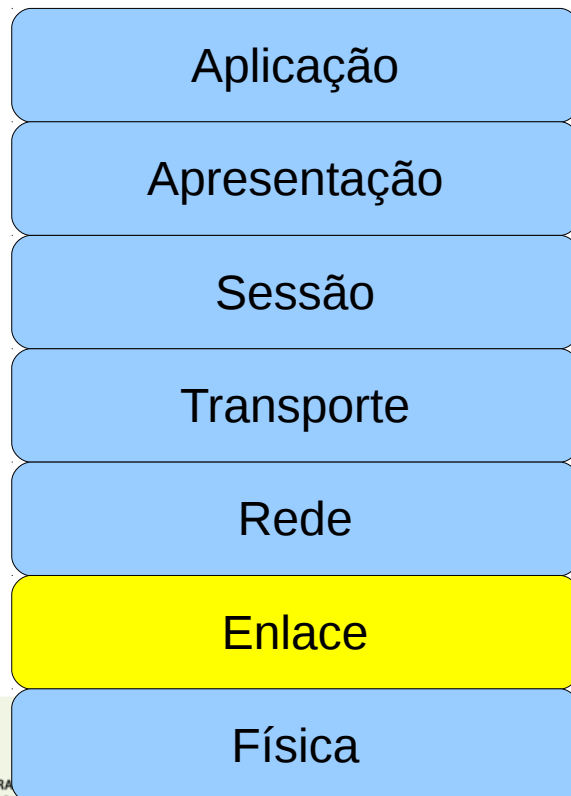 Aplicação
Apresentação
Sessão
Transporte
Rede
Enlace
Física